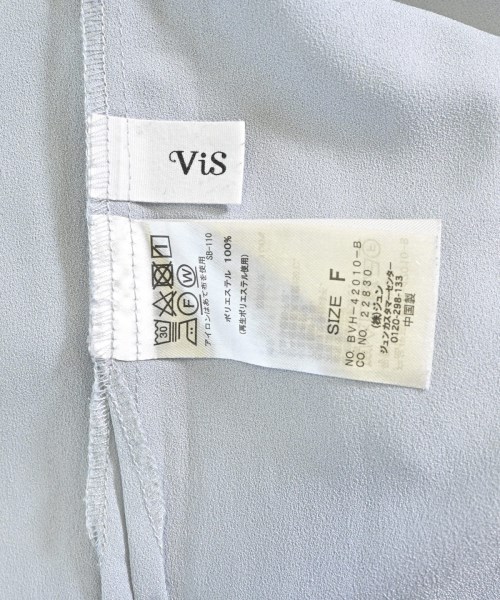 ViS
30
F
W
アイロンはあて布を使用
SB-110
ポリエステル 100%
(再生ポリエステル使用)
SIZE F
NO. BVH-42010-B
CO. NO. 22830
(株)ジュン
ジュンカスタマーセンター
0120-298-133
中国製